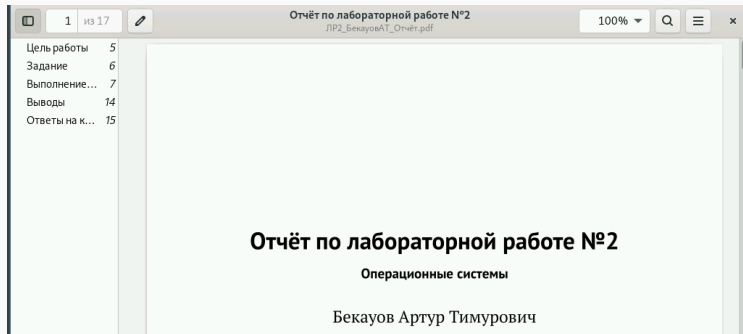 1 из 17
Отчёт по лабораторной работе №2
ЛР2_БекауовАТ_Отчёт.pdf
100%
Цель работы 5
Задание 6
Выполнение... 7
Выводы 14
Ответы на к... 15
Отчёт по лабораторной работе №2
Операционные системы
Бекауов Артур Тимурович